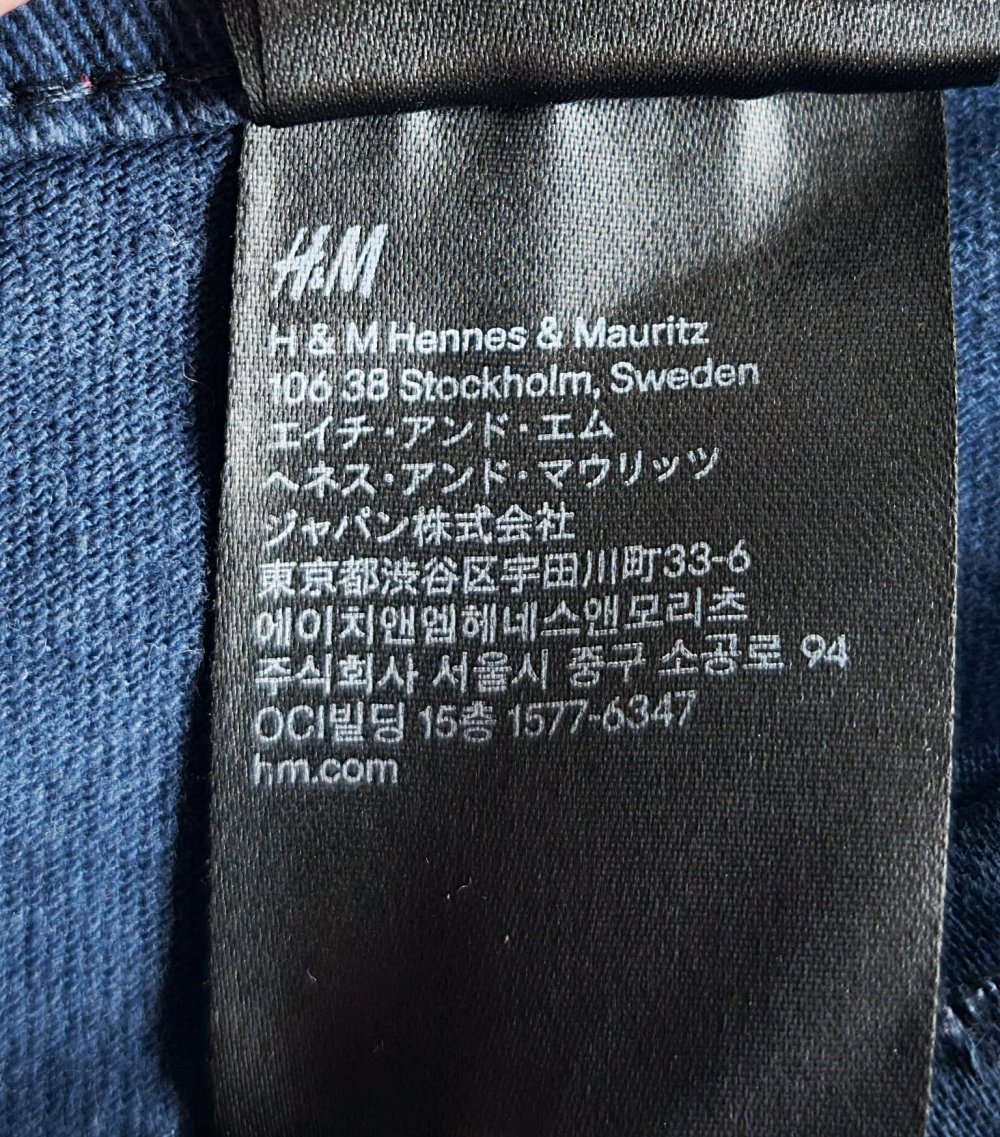 H&M
H & M Hennes & Mauritz
106 38 Stockholm, Sweden
エイチ・アンド・エム
ヘネス・アンド・マウリッツ
ジャパン株式会社
東京都渋谷区宇田川町33-6
에이치앤엠헤네스앤모리츠
주식회사 서울시 중구 소공로 94
OCI빌딩 15층 1577-6347
hm.com